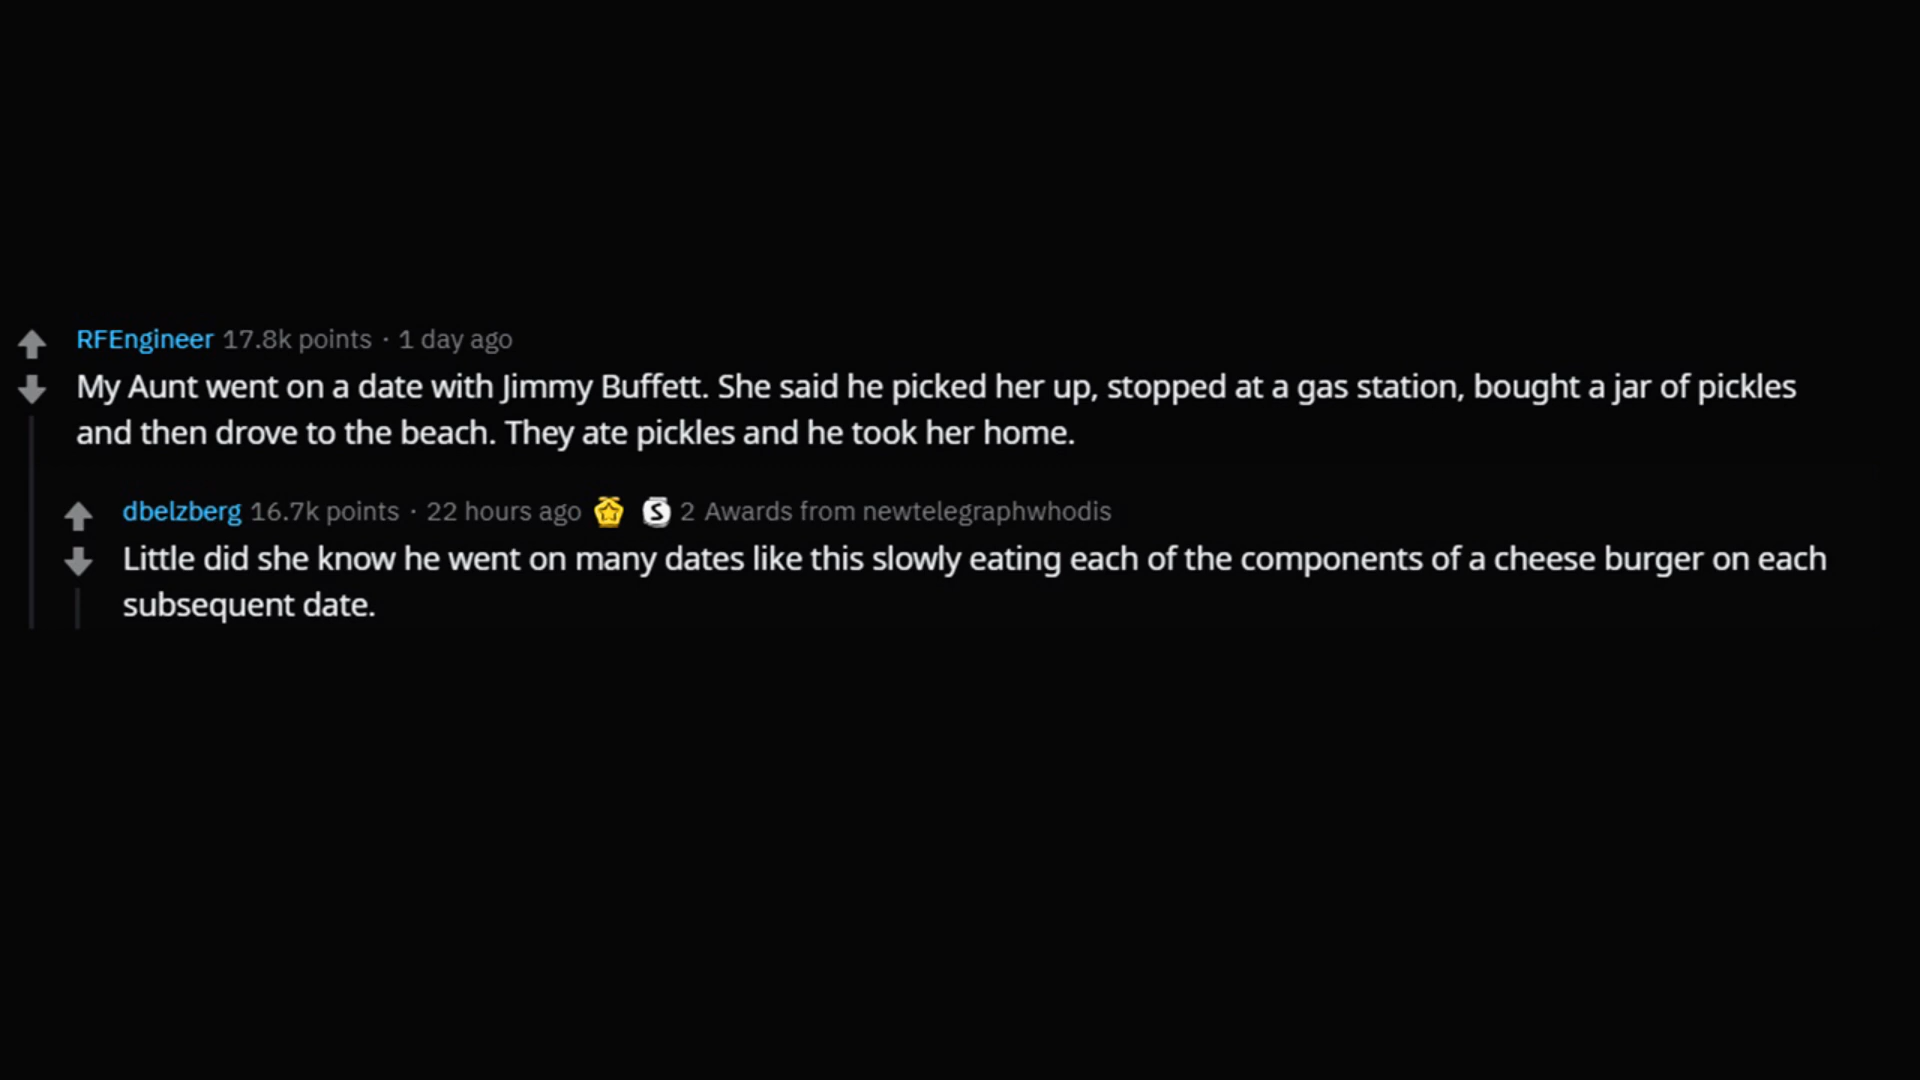 RFEngineer 17.8k points · 1 day ago
My Aunt went on a date with Jimmy Buffett. She said he picked her up, stopped at a gas station, bought a jar of pickles
and then drove to the beach. They ate pickles and he took her home.
dbelzberg 16.7k points · 22 hours ago S 2 Awards from newtelegraphwhodis
Little did she know he went on many dates like this slowly eating each of the components of a cheese burger on each
subsequent date.